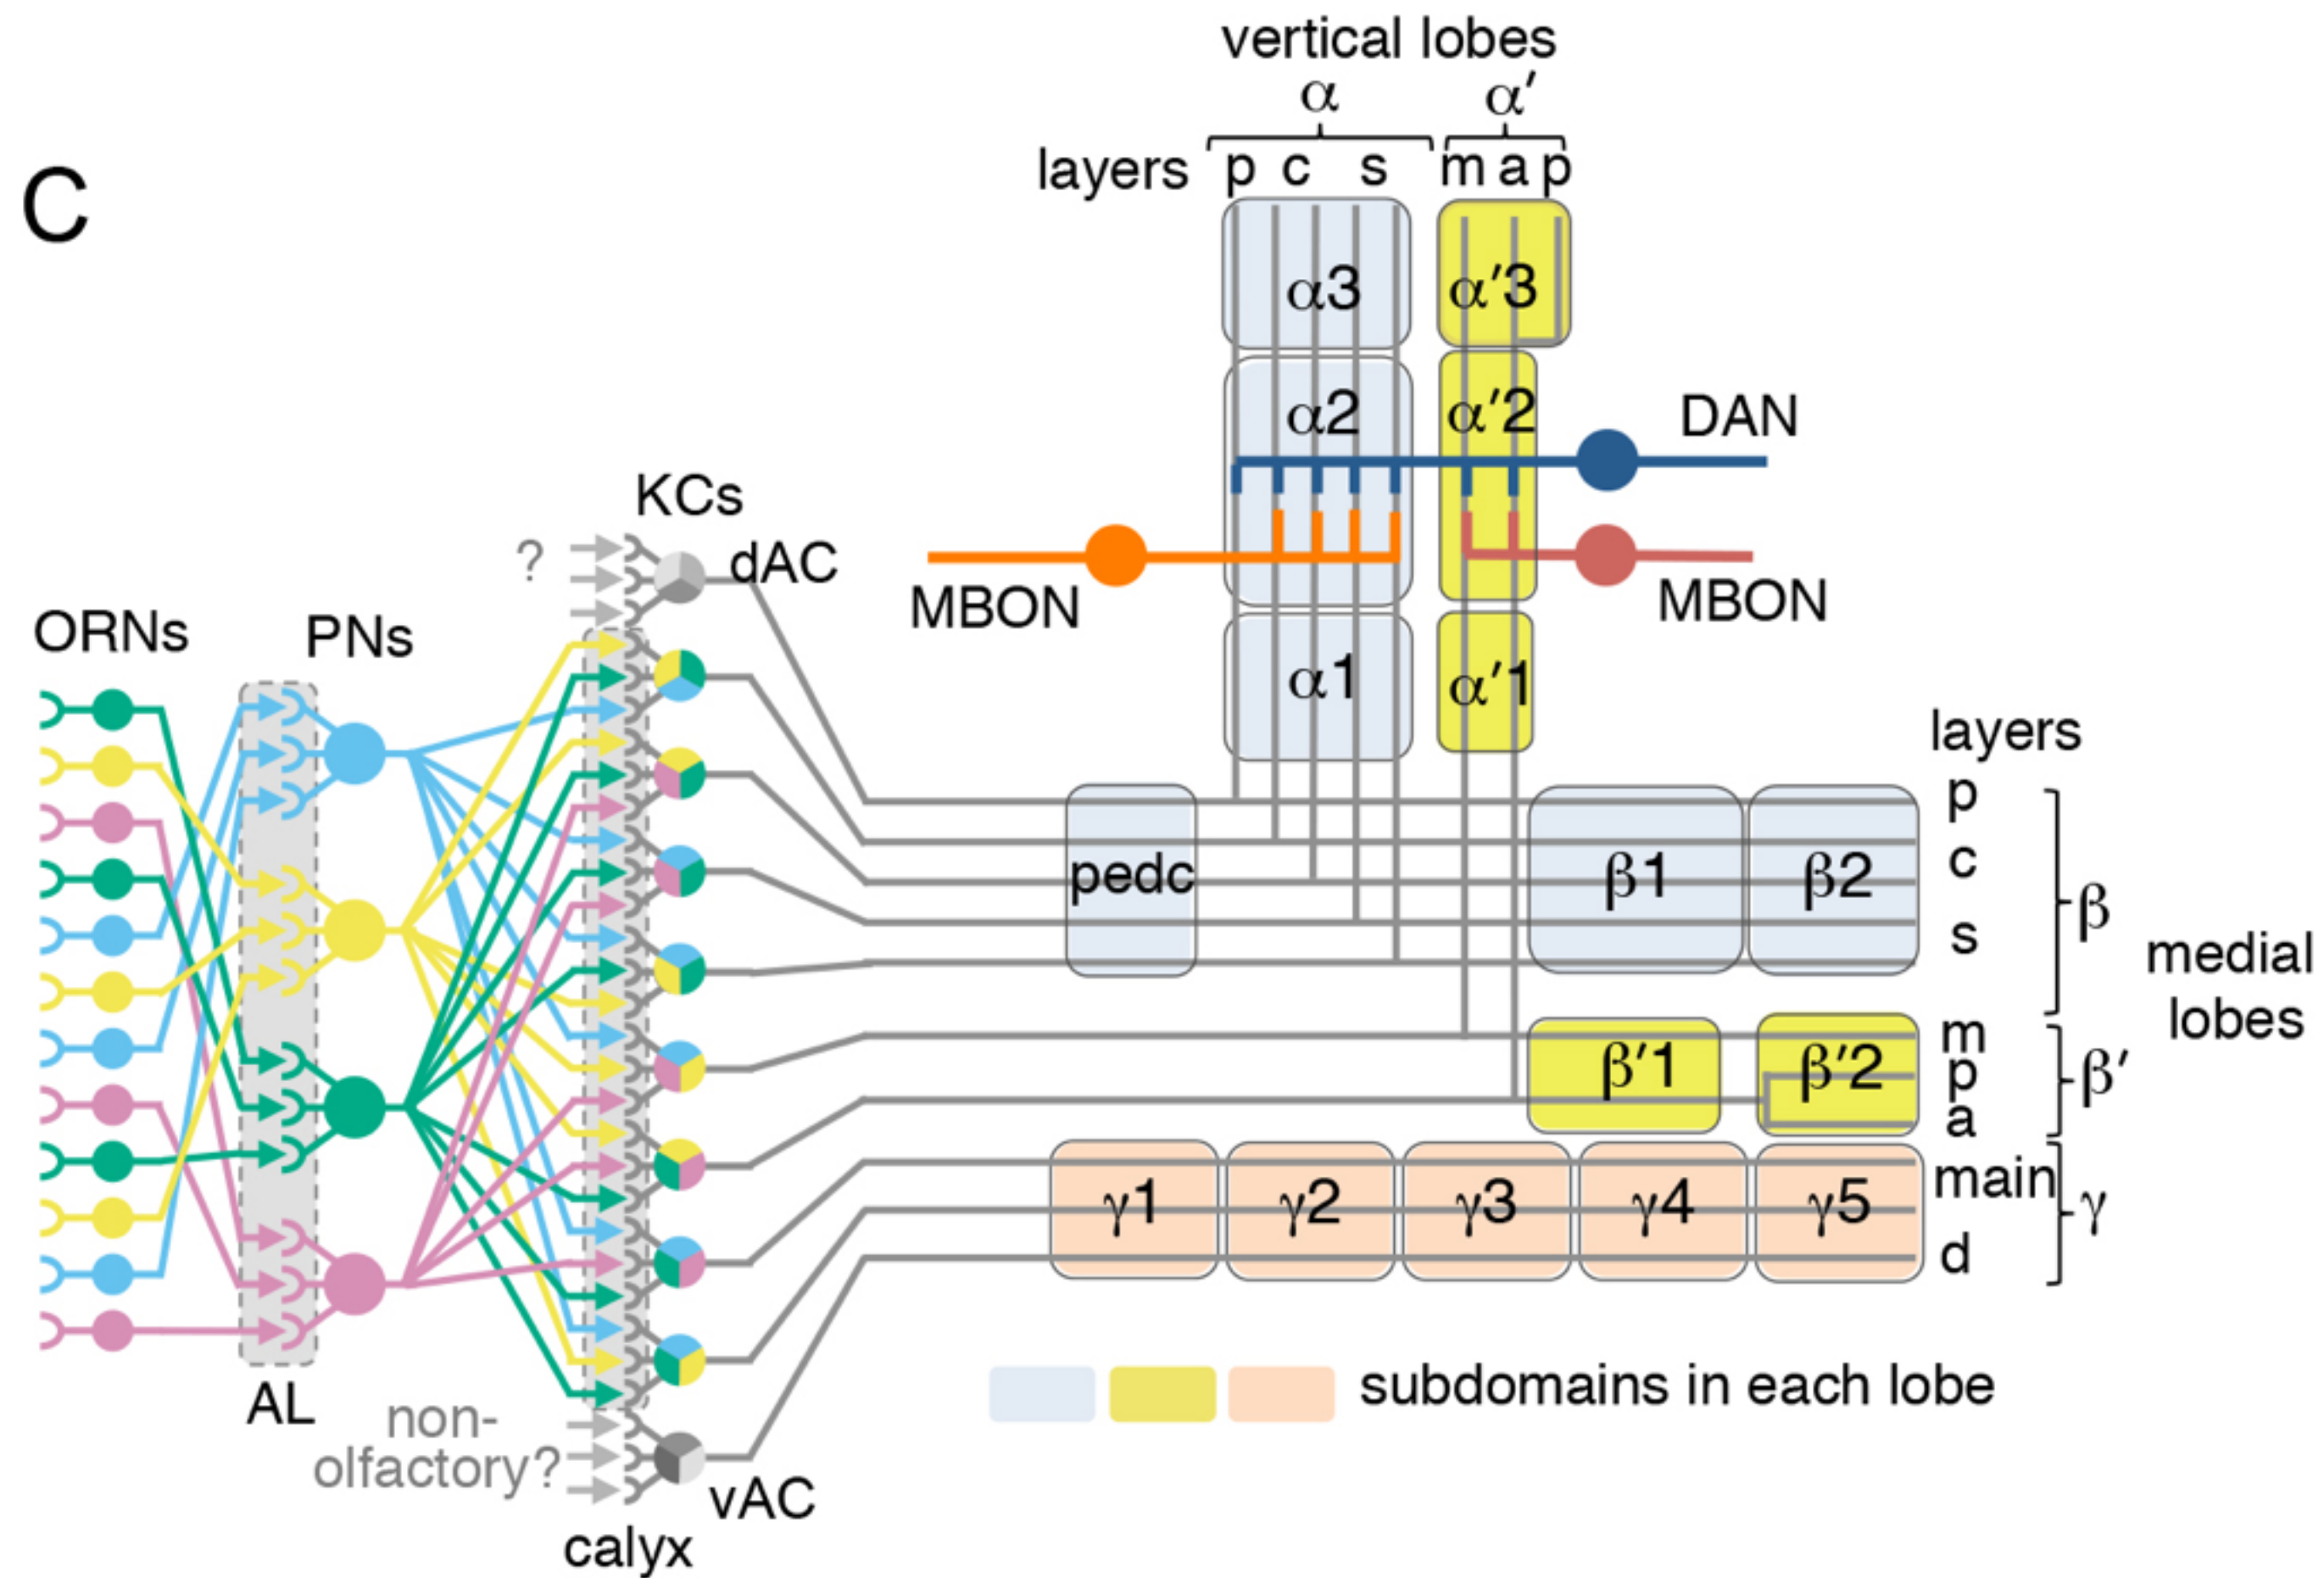 C
vertical lobes
α α′
layers p c s m a p
α3 α′3
α2 α′2
DAN
MBON
MBON
α1 α′1
KCs
dAC
?
ORNs
PNs
AL
non-
olfactory?
vAC
calyx
layers
pedc
β1 β2
p
c
s
β
medial
lobes
β′1 β′2
m
p
a
β′
γ1 γ2 γ3 γ4 γ5
main
d
γ
subdomains in each lobe